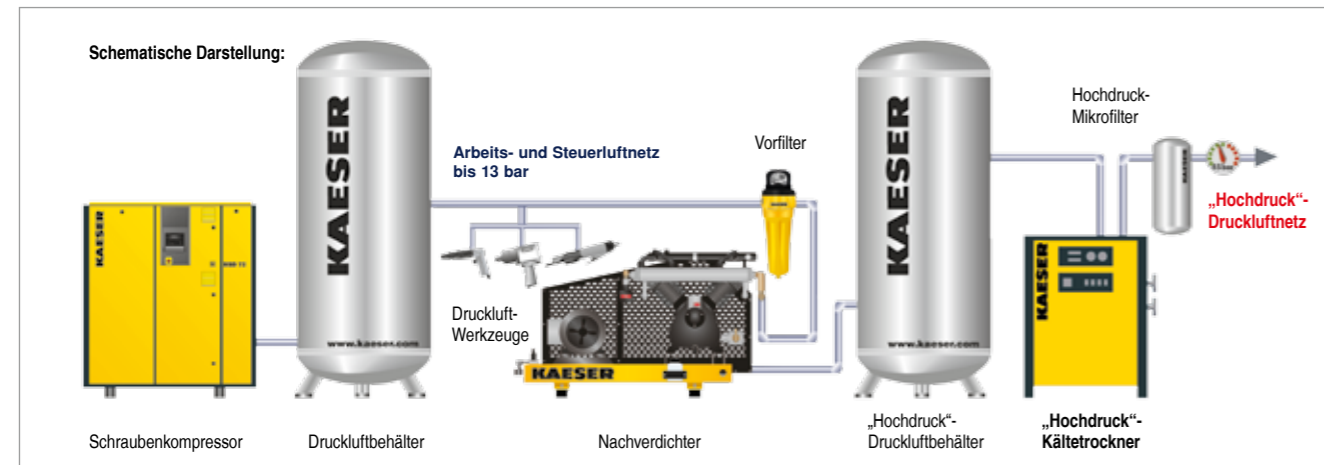 Schematische Darstellung:
KAESER
KAESER
www.kaeser.com
Arbeits- und Steuerluftnetz
bis 13 bar
Druckluft-
Werkzeuge
Vorfilter
KAESER
KAESER
www.kaeser.com
Hochdruck-
Mikrofilter
KAESER
„Hochdruck“-
Druckluftnetz
KAESER
Schraubenkompressor
Druckluftbehälter
Nachverdichter
„Hochdruck“-
Druckluftbehälter
„Hochdruck“-
Kältetrockner